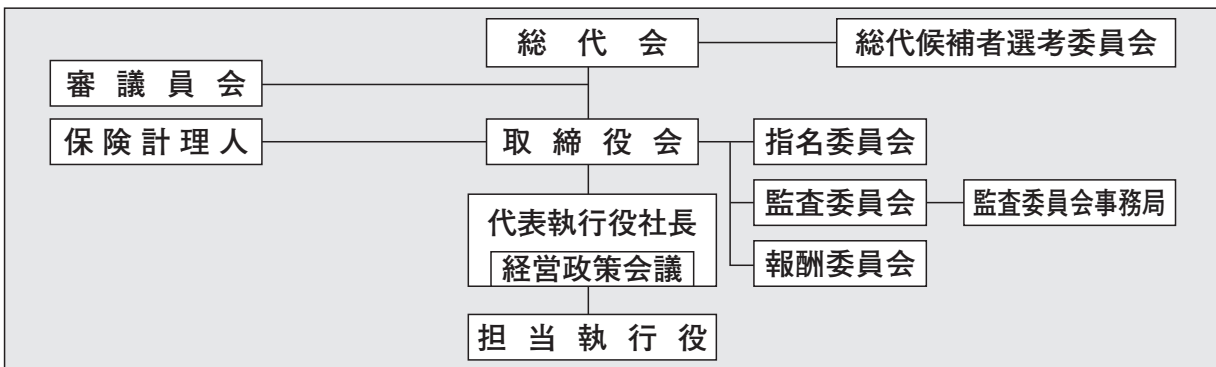 総代会
総代候補者選考委員会
審議員会
保険計理人
取締役会
指名委員会
監査委員会
監査委員会事務局
代表執行役社長
経営政策会議
報酬委員会
担当執行役